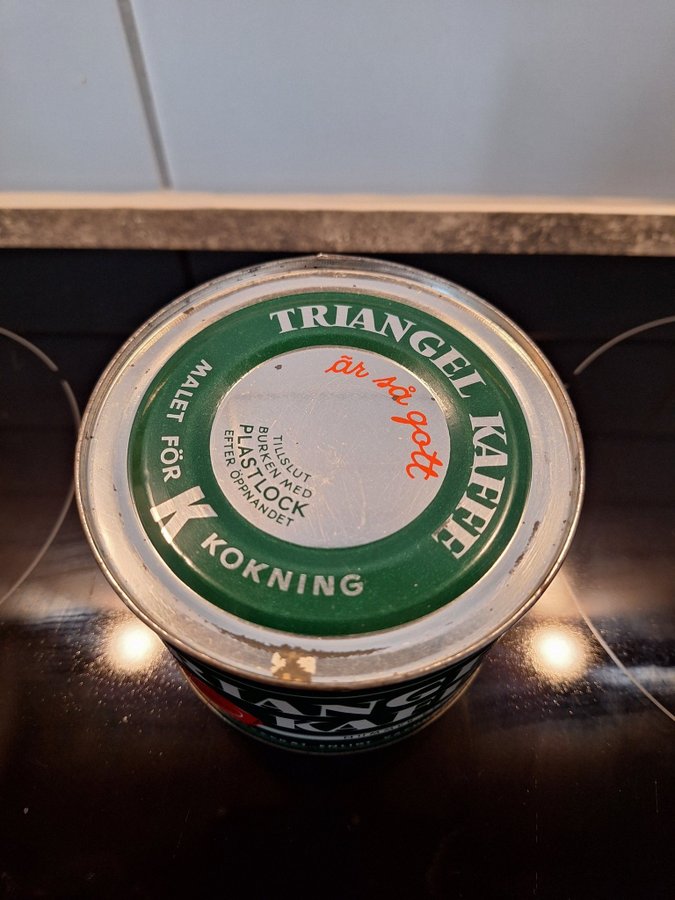 TRIANGEL KAFFE
är så gott
MALET FÖR
K
KOKNING
TILLSLUT
BURKEN MED
PLASTLOCK
EFTER ÖPPNANDET